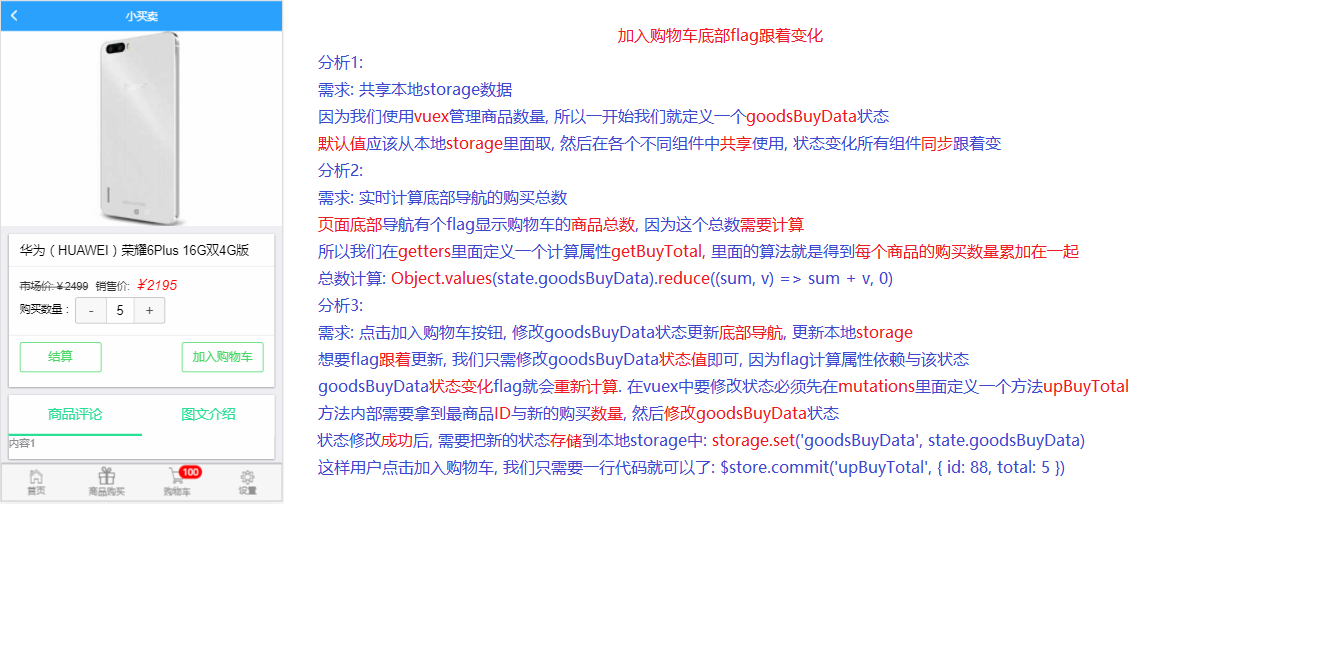 小买卖
华为 ( HUAWEI ) 荣耀6Plus 16G双4G版
市场价: ¥2499 销售价: ¥2195
购买数量 : - 5 +
结算 加入购物车
商品评论 图文介绍
内容1
100
首页 商品购买 购物车 设置
加入购物车底部flag跟着变化
分析1:
需求: 共享本地storage数据
因为我们使用vuex管理商品数量, 所以一开始我们就定义一个goodsBuyData状态
默认值应该从本地storage里面取, 然后在各个不同组件中共享使用, 状态变化所有组件同步跟着变
分析2:
需求: 实时计算底部导航的购买总数
页面底部导航有个flag显示购物车的商品总数, 因为这个总数需要计算
所以我们在getters里面定义一个计算属性getBuyTotal, 里面的算法就是得到每个商品的购买数量累加在一起
总数计算: Object.values(state.goodsBuyData).reduce((sum, v) => sum + v, 0)
分析3:
需求: 点击加入购物车按钮, 修改goodsBuyData状态更新底部导航, 更新本地storage
想要flag跟着更新, 我们只需修改goodsBuyData状态值即可, 因为flag计算属性依赖与该状态
goodsBuyData状态变化flag就会重新计算. 在vuex中要修改状态必须先在mutations里面定义一个方法upBuyTotal
方法内部需要拿到最商品ID与新的购买数量, 然后修改goodsBuyData状态
状态修改成功后, 需要把新的状态存储到本地storage中: storage.set('goodsBuyData', state.goodsBuyData)
这样用户点击加入购物车, 我们只需要一行代码就可以了: $store.commit('upBuyTotal', { id: 88, total: 5 })